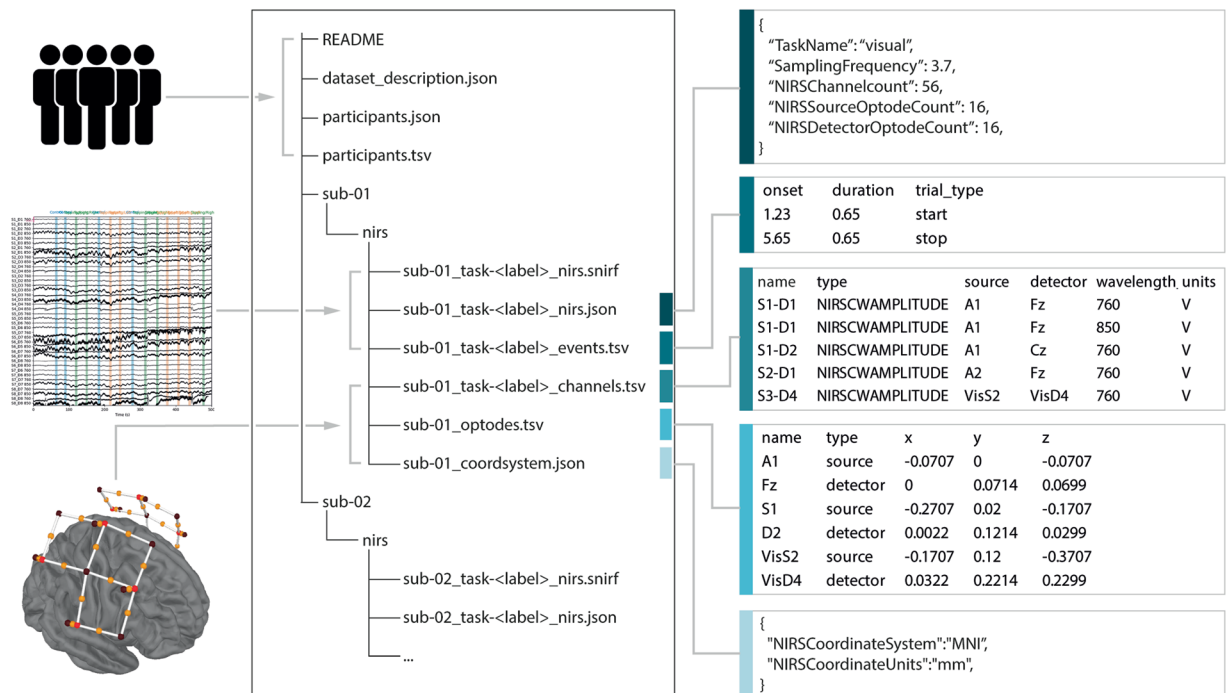 README
dataset_description.json
participants.json
participants.tsv
sub-01
nirs
sub-01_task-<label>_nirs.snirf
sub-01_task-<label>_nirs.json
sub-01_task-<label>_events.tsv
sub-01_task-<label>_channels.tsv
sub-01_optodes.tsv
sub-01_coordsystem.json
sub-02
nirs
sub-02_task-<label>_nirs.snirf
sub-02_task-<label>_nirs.json
...
{
“TaskName”: “visual”,
“SamplingFrequency”: 3.7,
“NIRSChannelcount”: 56,
“NIRSSourceOptodeCount”: 16,
“NIRSDetectorOptodeCount”: 16,
}
onset duration trial_type
1.23 0.65 start
5.65 0.65 stop
name type source detector wavelength_units
S1-D1 NIRSCWAMPLITUDE A1 Fz 760 V
S1-D1 NIRSCWAMPLITUDE A1 Fz 850 V
S1-D2 NIRSCWAMPLITUDE A1 Cz 760 V
S2-D1 NIRSCWAMPLITUDE A2 Fz 760 V
S3-D4 NIRSCWAMPLITUDE VisS2 VisD4 760 V
name type x y z
A1 source -0.0707 0 -0.0707
Fz detector 0 0.0714 0.0699
S1 source -0.2707 0.02 -0.1707
D2 detector 0.0022 0.1214 0.0299
VisS2 source -0.1707 0.12 -0.3707
VisD4 detector 0.0322 0.2214 0.2299
{
"NIRSCoordinateSystem":"MNI",
"NIRSCoordinateUnits":"mm",
}
0 100 200 300 400 500
Time (s)